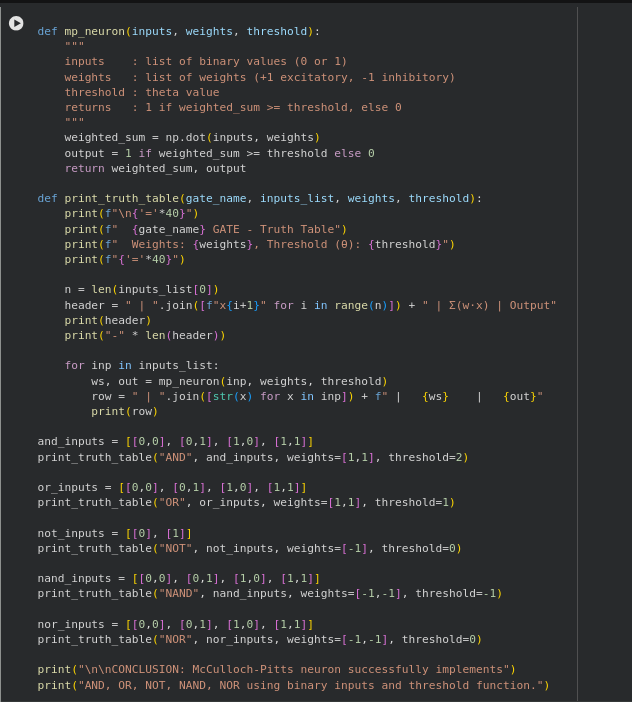 def mp_neuron(inputs, weights, threshold):
    """
    inputs    : list of binary values (0 or 1)
    weights   : list of weights (+1 excitatory, -1 inhibitory)
    threshold : theta value
    returns   : 1 if weighted_sum >= threshold, else 0
    """
    weighted_sum = np.dot(inputs, weights)
    output = 1 if weighted_sum >= threshold else 0
    return weighted_sum, output

def print_truth_table(gate_name, inputs_list, weights, threshold):
    print(f"\n{'='*40}")
    print(f"  {gate_name} GATE - Truth Table")
    print(f"  Weights: {weights}, Threshold (θ): {threshold}")
    print(f"{'='*40}")

    n = len(inputs_list[0])
    header = " | ".join([f"x{i+1}" for i in range(n)]) + " | Σ(w·x) | Output"
    print(header)
    print("-" * len(header))

    for inp in inputs_list:
        ws, out = mp_neuron(inp, weights, threshold)
        row = " | ".join([str(x) for x in inp]) + f" |   {ws}    |   {out}"
        print(row)

and_inputs = [[0,0], [0,1], [1,0], [1,1]]
print_truth_table("AND", and_inputs, weights=[1,1], threshold=2)

or_inputs = [[0,0], [0,1], [1,0], [1,1]]
print_truth_table("OR", or_inputs, weights=[1,1], threshold=1)

not_inputs = [[0], [1]]
print_truth_table("NOT", not_inputs, weights=[-1], threshold=0)

nand_inputs = [[0,0], [0,1], [1,0], [1,1]]
print_truth_table("NAND", nand_inputs, weights=[-1,-1], threshold=-1)

nor_inputs = [[0,0], [0,1], [1,0], [1,1]]
print_truth_table("NOR", nor_inputs, weights=[-1,-1], threshold=0)

print("\n\nCONCLUSION: McCulloch-Pitts neuron successfully implements")
print("AND, OR, NOT, NAND, NOR using binary inputs and threshold function.")